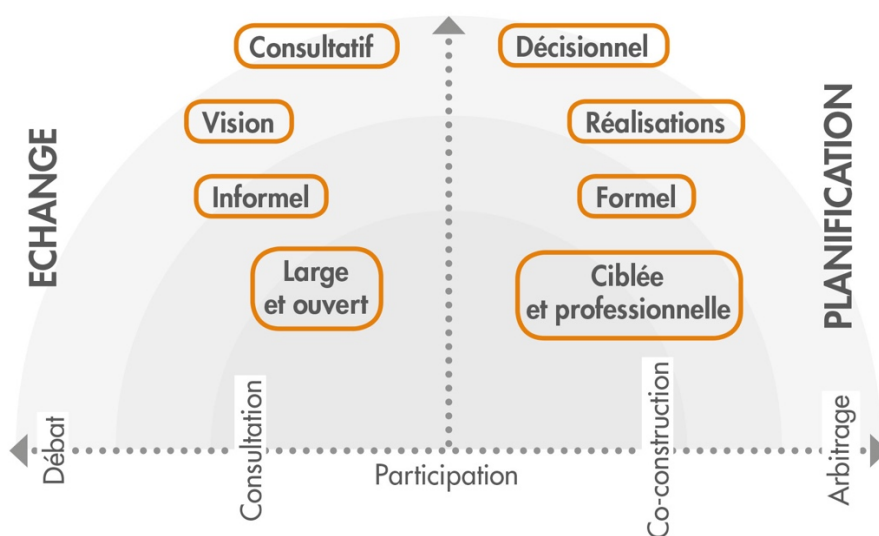 Consultatif
Décisionnel
Vision
Réalisations
Informel
Formel
Large
et ouvert
Ciblée
et professionnelle
ECHANGE
PLANIFICATION
Débat
Consultation
Participation
Co-construction
Arbitrage